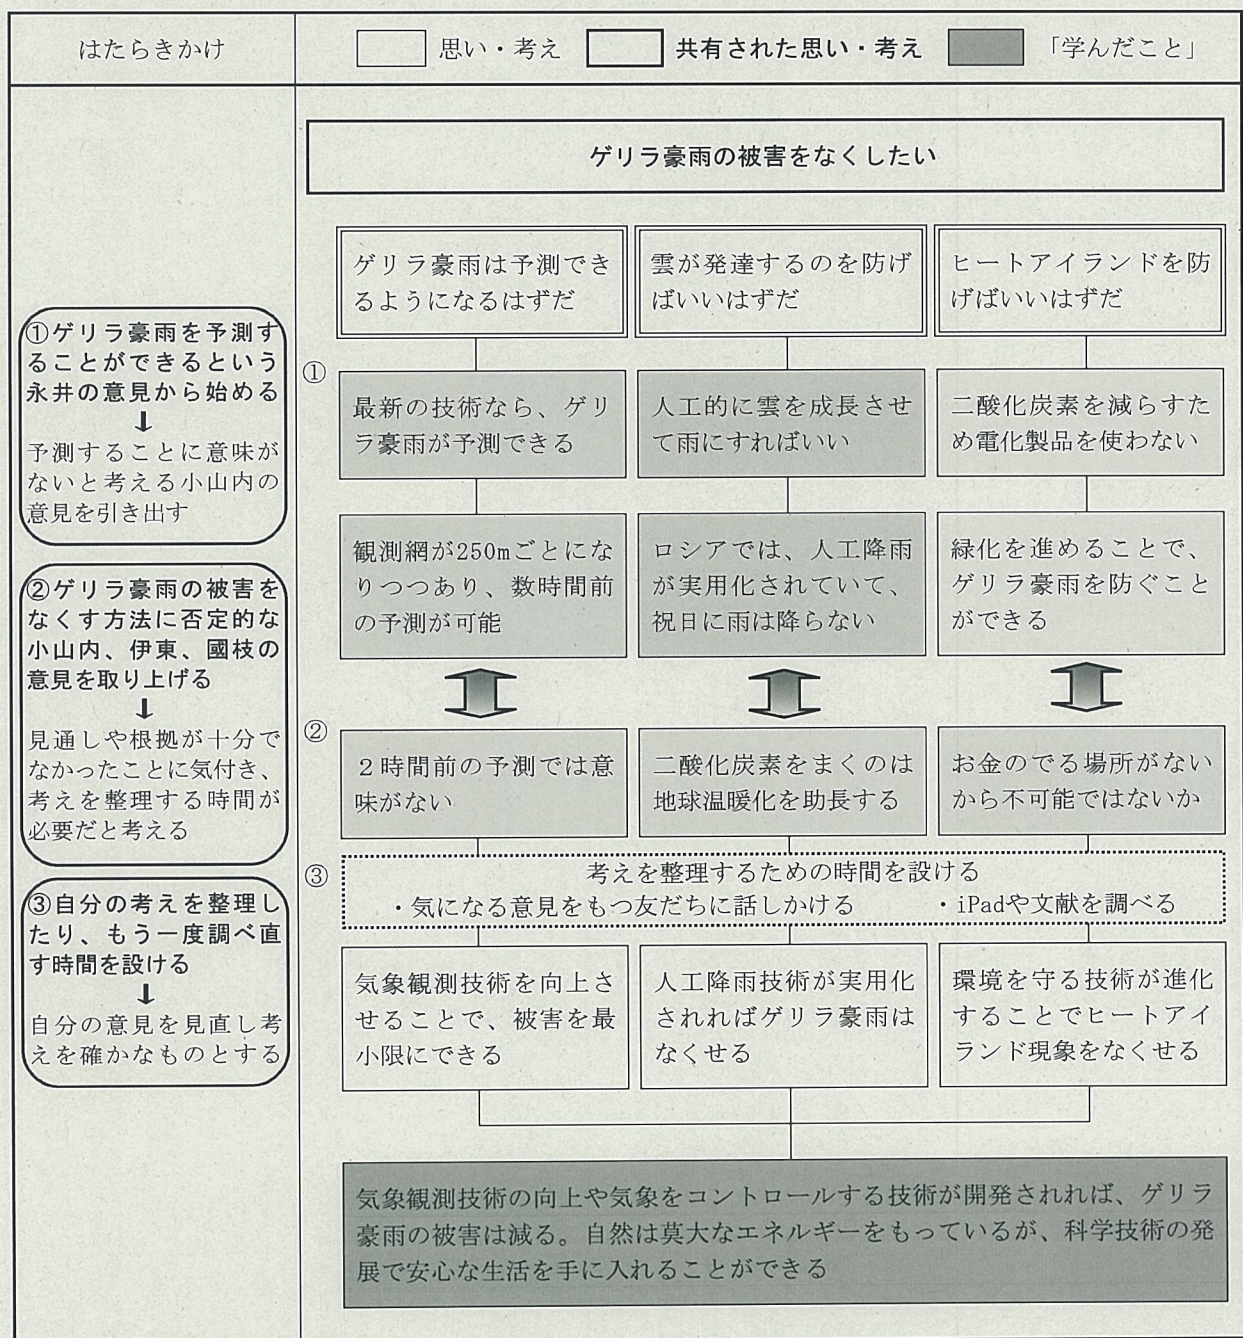 はたらきかけ
思い・考え 共有された思い・考え 「学んだこと」
ゲリラ豪雨の被害をなくしたい
ゲリラ豪雨は予測でき
るようになるはずだ
雲が発達するのを防げ
ばいいはずだ
ヒートアイランドを防
げばいいはずだ
①ゲリラ豪雨を予測す
ることができるという
永井の意見から始める
⬇
予測することに意味が
ないと考える小山内の
意見を引き出す
①
最新の技術なら、ゲリ
ラ豪雨が予測できる
人工的に雲を成長させ
て雨にすればいい
二酸化炭素を減らすた
め電化製品を使わない
観測網が250mごとにな
りつつあり、数時間前
の予測が可能
ロシアでは、人工降雨
が実用化されていて、
祝日に雨は降らない
緑化を進めることで、
ゲリラ豪雨を防ぐこと
ができる
②ゲリラ豪雨の被害を
なくす方法に否定的な
小山内、伊東、國枝の
意見を取り上げる
⬇
見通しや根拠が十分で
なかったことに気付き、
考えを整理する時間が
必要だと考える
②
2時間前の予測では意
味がない
二酸化炭素をまくのは
地球温暖化を助長する
お金のでる場所がない
から不可能ではないか
③自分の考えを整理し
たり、もう一度調べ直
す時間を設ける
⬇
自分の意見を見直し考
えを確かなものとする
③
考えを整理するための時間を設ける
・気になる意見をもつ友だちに話しかける ・iPadや文献を調べる
気象観測技術を向上さ
せることで、被害を最
小限にできる
人工降雨技術が実用化
されればゲリラ豪雨は
なくせる
環境を守る技術が進化
することでヒートアイ
ランド現象をなくせる
気象観測技術の向上や気象をコントロールする技術が開発されれば、ゲリラ
豪雨の被害は減る。自然は莫大なエネルギーをもっているが、科学技術の発
展で安心な生活を手に入れることができる